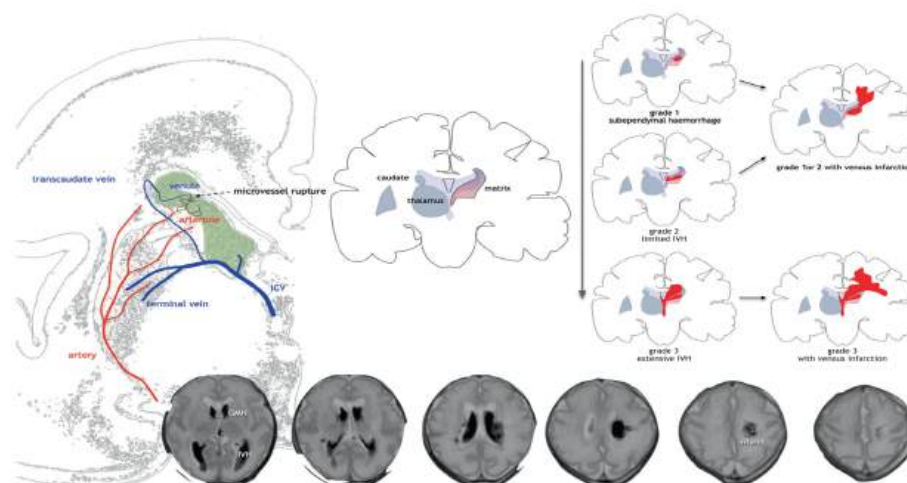 transcaudate vein
venule
microvessel rupture
arteriole
terminal vein
ICV
artery
caudate
thalamus
matrix
grade 1
subependymal haemorrhage
grade 2
limited IVH
grade 1or 2 with venous infarction
grade 3
extensive IVH
grade 3
with venous infarction
GMH
IVH